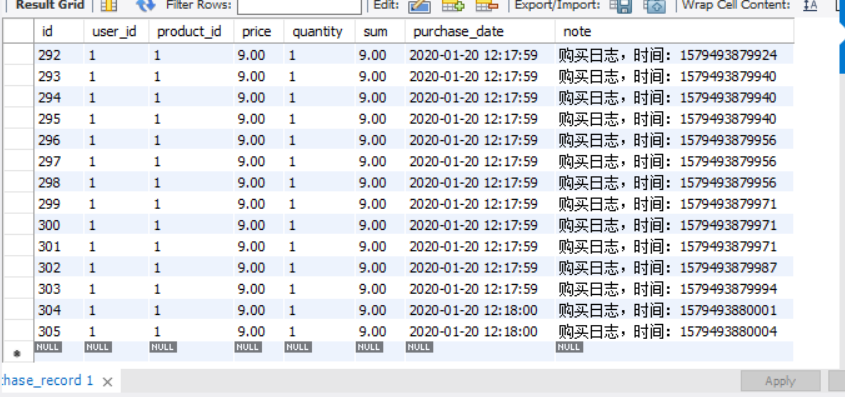 Result Grid Filter Rows: Edit: Export/Import: Wrap Cell Content: IA
id user_id product_id price quantity sum purchase_date note
292 1 1 9.00 1 9.00 2020-01-20 12:17:59 购买日志，时间：1579493879924
293 1 1 9.00 1 9.00 2020-01-20 12:17:59 购买日志，时间：1579493879940
294 1 1 9.00 1 9.00 2020-01-20 12:17:59 购买日志，时间：1579493879940
295 1 1 9.00 1 9.00 2020-01-20 12:17:59 购买日志，时间：1579493879940
296 1 1 9.00 1 9.00 2020-01-20 12:17:59 购买日志，时间：1579493879956
297 1 1 9.00 1 9.00 2020-01-20 12:17:59 购买日志，时间：1579493879956
298 1 1 9.00 1 9.00 2020-01-20 12:17:59 购买日志，时间：1579493879956
299 1 1 9.00 1 9.00 2020-01-20 12:17:59 购买日志，时间：1579493879971
300 1 1 9.00 1 9.00 2020-01-20 12:17:59 购买日志，时间：1579493879971
301 1 1 9.00 1 9.00 2020-01-20 12:17:59 购买日志，时间：1579493879971
302 1 1 9.00 1 9.00 2020-01-20 12:17:59 购买日志，时间：1579493879987
303 1 1 9.00 1 9.00 2020-01-20 12:17:59 购买日志，时间：1579493879994
304 1 1 9.00 1 9.00 2020-01-20 12:18:00 购买日志，时间：1579493880001
305 1 1 9.00 1 9.00 2020-01-20 12:18:00 购买日志，时间：1579493880004
NULL NULL NULL NULL NULL NULL NULL NULL
chase_record 1 Apply